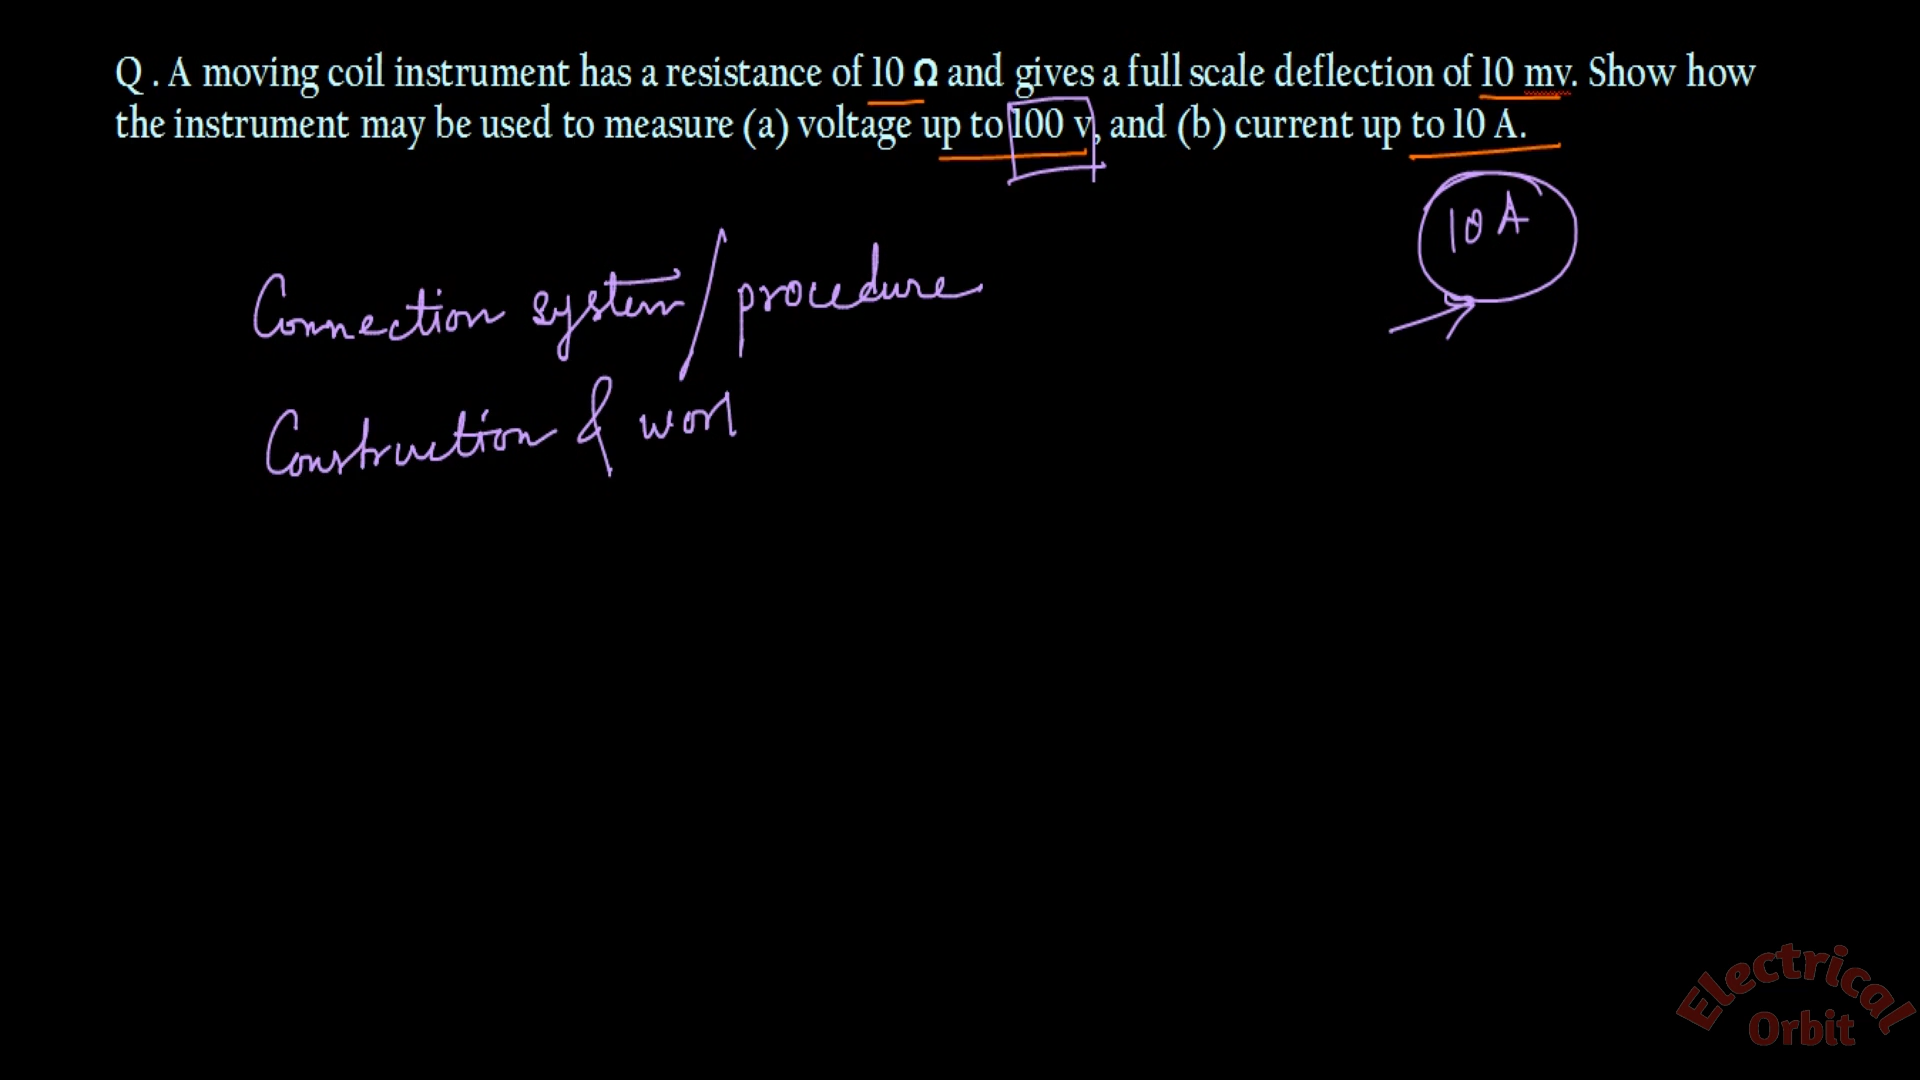 Q . A moving coil instrument has a resistance of 10 Ω and gives a full scale deflection of 10 mv. Show how
the instrument may be used to measure (a) voltage up to 100 v, and (b) current up to 10 A.
10 A
Connection system/procedure
Construction & work
Electrical
Orbit